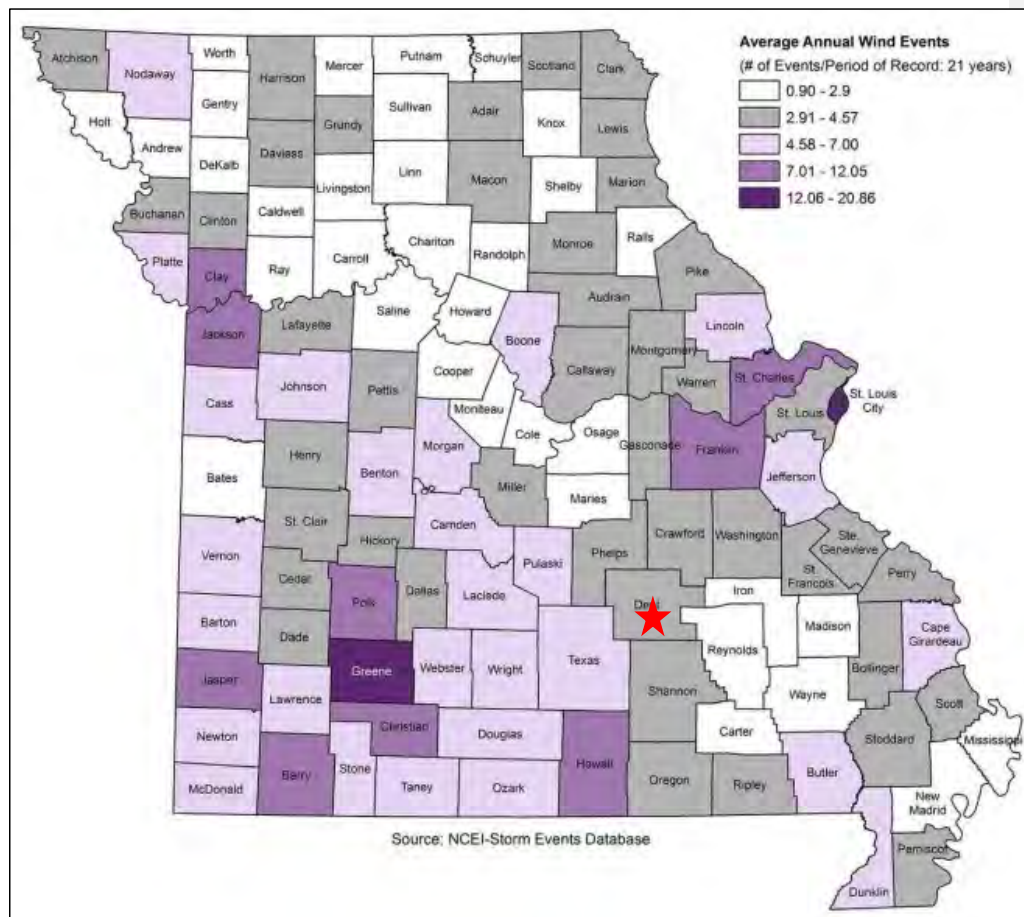 Average Annual Wind Events
(# of Events/Period of Record: 21 years)
0.90 - 2.9
2.91 - 4.57
4.58 - 7.00
7.01 - 12.05
12.06 - 20.86
Atchison
Nodaway
Worth
Harrison
Mercer
Putnam
Schuyler
Scotland
Clark
Holt
Gentry
Grundy
Sullivan
Adair
Knox
Lewis
Andrew
DeKalb
Daviess
Livingston
Linn
Macon
Shelby
Marion
Buchanan
Clinton
Caldwell
Chariton
Randolph
Monroe
Ralls
Platte
Clay
Ray
Carroll
Pike
Audrain
Jackson
Lafayette
Saline
Howard
Boone
Callaway
Montgomery
Lincoln
Warren
St. Charles
St. Louis
St. Louis
City
Cass
Johnson
Pettis
Cooper
Moniteau
Cole
Osage
Gasconade
Franklin
Jefferson
Bates
Henry
Benton
Morgan
Miller
Maries
Vernon
St. Clair
Hickory
Camden
Pulaski
Phelps
Crawford
Washington
Ste.
Genevieve
St
Francois
Perry
Cedar
Polk
Dallas
Laclede
Iron
Madison
Cape
Girardeau
Barton
Dade
Greene
Webster
Wright
Texas
Reynolds
Bollinger
Jasper
Lawrence
Christian
Douglas
Shannon
Wayne
Scott
Newton
Stone
Howell
Carter
Stoddard
Mississippi
McDonald
Barry
Taney
Ozark
Oregon
Ripley
Butler
New
Madrid
Pemiscot
Dunklin
Source: NCEI-Storm Events Database